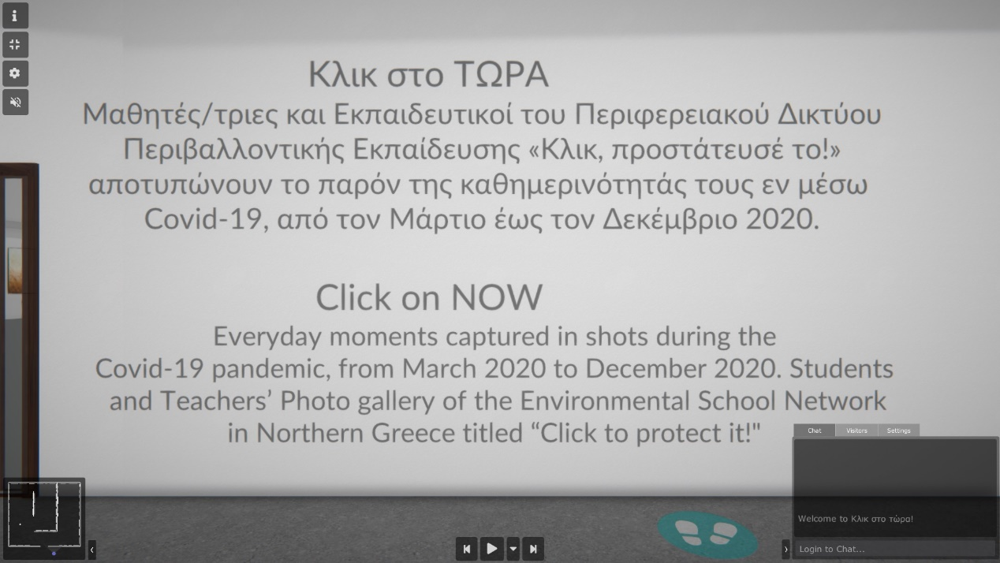 Κλικ στο ΤΩΡΑ
Μαθητές/τριες και Εκπαιδευτικοί του Περιφερειακού Δικτύου
Περιβαλλοντικής Εκπαίδευσης «Κλικ, προστάτευσέ το!»
αποτυπώνουν το παρόν της καθημερινότητάς τους εν μέσω
Covid-19, από τον Μάρτιο έως τον Δεκέμβριο 2020.
Click on NOW
Everyday moments captured in shots during the
Covid-19 pandemic, from March 2020 to December 2020. Students
and Teachers’ Photo gallery of the Environmental School Network
in Northern Greece titled “Click to protect it!"
Chat Visitors Settings
Welcome to Κλικ στο τώρα!
Login to Chat...